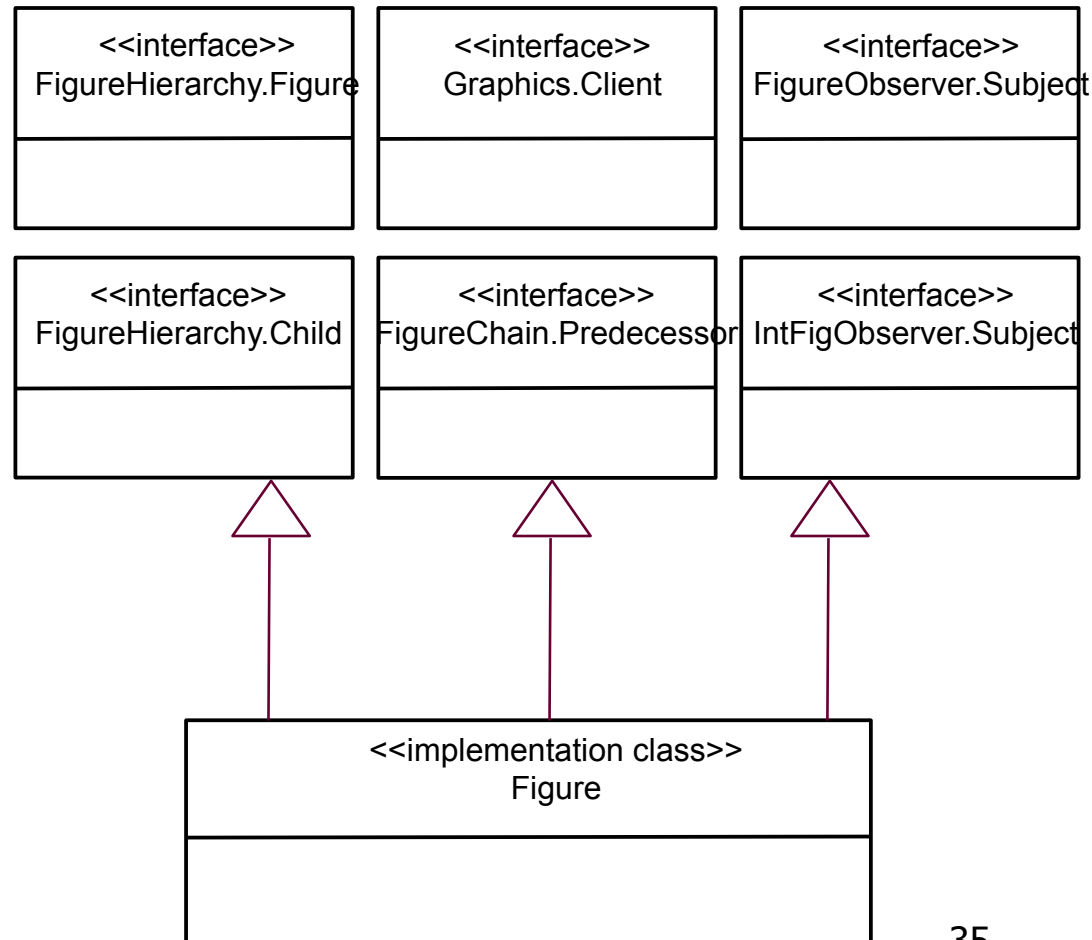 <<interface>>
FigureHierarchy.Figure
<<interface>>
Graphics.Client
<<interface>>
FigureObserver.Subject
<<interface>>
FigureHierarchy.Child
<<interface>>
FigureChain.Predecessor
<<interface>>
IntFigObserver.Subject
<<implementation class>>
Figure
35